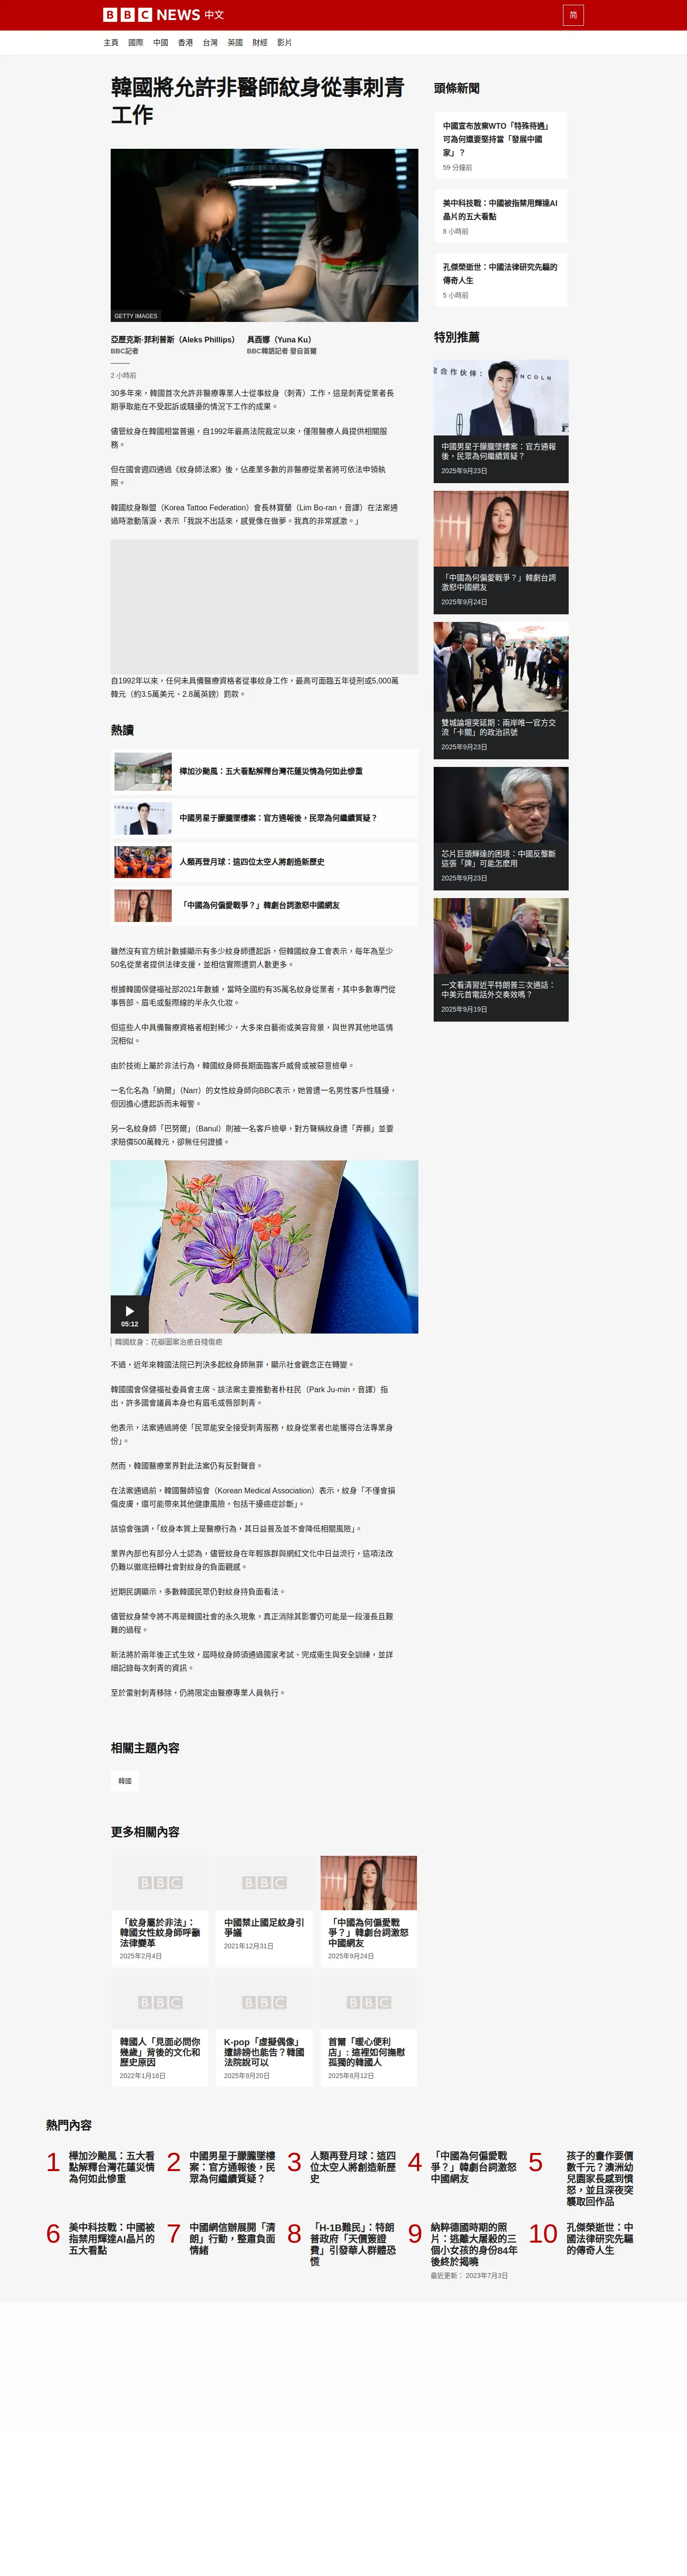 BBC NEWS 中文
简
主頁 國際 中國 香港 台灣 英國 財經 影片
韓國將允許非醫師紋身從事刺青
工作
GETTY IMAGES
亞歷克斯·菲利普斯（Aleks Phillips）
BBC記者
具酉娜（Yuna Ku）
BBC韓語記者 發自首爾
2 小時前
30多年來，韓國首次允許非醫療專業人士從事紋身（刺青）工作，這是刺青從業者長
期爭取能在不受起訴或騷擾的情況下工作的成果。
儘管紋身在韓國相當普遍，自1992年最高法院裁定以來，僅限醫療人員提供相關服
務。
但在國會週四通過《紋身師法案》後，佔產業多數的非醫療從業者將可依法申領執
照。
韓國紋身聯盟（Korea Tattoo Federation）會長林寶蘭（Lim Bo-ran，音譯）在法案通
過時激動落淚，表示「我說不出話來，感覺像在做夢。我真的非常感激。」
自1992年以來，任何未具備醫療資格者從事紋身工作，最高可面臨五年徒刑或5,000萬
韓元（約3.5萬美元、2.8萬英鎊）罰款。
熱讀
樺加沙颱風：五大看點解釋台灣花蓮災情為何如此慘重
中國男星于朦朧墜樓案：官方通報後，民眾為何繼續質疑？
人類再登月球：這四位太空人將創造新歷史
「中國為何偏愛戰爭？」韓劇台詞激怒中國網友
雖然沒有官方統計數據顯示有多少紋身師遭起訴，但韓國紋身工會表示，每年為至少
50名從業者提供法律支援，並相信實際遭罰人數更多。
根據韓國保健福祉部2021年數據，當時全國約有35萬名紋身從業者，其中多數專門從
事唇部、眉毛或髮際線的半永久化妝。
但這些人中具備醫療資格者相對稀少，大多來自藝術或美容背景，與世界其他地區情
況相似。
由於技術上屬於非法行為，韓國紋身師長期面臨客戶威脅或被惡意檢舉。
一名化名為「納爾」（Narr）的女性紋身師向BBC表示，她曾遭一名男性客戶性騷擾，
但因擔心遭起訴而未報警。
另一名紋身師「巴努爾」（Banul）則被一名客戶檢舉，對方聲稱紋身遭「弄髒」並要
求賠償500萬韓元，卻無任何證據。
05:12
韓國紋身：花瓣圖案治癒自殘傷疤
不過，近年來韓國法院已判決多起紋身師無罪，顯示社會觀念正在轉變。
韓國國會保健福祉委員會主席、該法案主要推動者朴柱民（Park Ju-min，音譯）指
出，許多國會議員本身也有眉毛或唇部刺青。
他表示，法案通過將使「民眾能安全接受刺青服務，紋身從業者也能獲得合法專業身
份」。
然而，韓國醫療業界對此法案仍有反對聲音。
在法案通過前，韓國醫師協會（Korean Medical Association）表示，紋身「不僅會損
傷皮膚，還可能帶來其他健康風險，包括干擾癌症診斷」。
該協會強調，「紋身本質上是醫療行為，其日益普及並不會降低相關風險」。
業界內部也有部分人士認為，儘管紋身在年輕族群與網紅文化中日益流行，這項法改
仍難以徹底扭轉社會對紋身的負面觀感。
近期民調顯示，多數韓國民眾仍對紋身持負面看法。
儘管紋身禁令將不再是韓國社會的永久現象，真正消除其影響仍可能是一段漫長且艱
難的過程。
新法將於兩年後正式生效，屆時紋身師須通過國家考試、完成衛生與安全訓練，並詳
細記錄每次刺青的資訊。
至於雷射刺青移除，仍將限定由醫療專業人員執行。
相關主題內容
韓國
更多相關內容
BBC
「紋身屬於非法」：
韓國女性紋身師呼籲
法律變革
2025年2月4日
BBC
中國禁止國足紋身引
爭議
2021年12月31日
「中國為何偏愛戰
爭？」韓劇台詞激怒
中國網友
2025年9月24日
BBC
韓國人「見面必問你
幾歲」背後的文化和
歷史原因
2022年1月16日
BBC
K-pop「虛擬偶像」
遭誹謗也能告？韓國
法院說可以
2025年9月20日
BBC
首爾「暖心便利
店」: 這裡如何撫慰
孤獨的韓國人
2025年8月12日
頭條新聞
中國宣布放棄WTO「特殊待遇」
可為何還要堅持當「發展中國
家」？
59 分鐘前
美中科技戰：中國被指禁用輝達AI
晶片的五大看點
8 小時前
孔傑榮逝世：中國法律研究先驅的
傳奇人生
5 小時前
特別推薦
官合作伙伴：
LINCOLN
中國男星于朦朧墜樓案：官方通報
後，民眾為何繼續質疑？
2025年9月23日
「中國為何偏愛戰爭？」韓劇台詞
激怒中國網友
2025年9月24日
雙城論壇突延期：兩岸唯一官方交
流「卡關」的政治訊號
2025年9月23日
芯片巨頭輝達的困境：中國反壟斷
這張「牌」可能怎麽用
2025年9月23日
一文看清習近平特朗普三次通話：
中美元首電話外交奏效嗎？
2025年9月19日
熱門內容
1 樺加沙颱風：五大看
點解釋台灣花蓮災情
為何如此慘重
2 中國男星于朦朧墜樓
案：官方通報後，民
眾為何繼續質疑？
3 人類再登月球：這四
位太空人將創造新歷
史
4 「中國為何偏愛戰
爭？」韓劇台詞激怒
中國網友
5 孩子的畫作要價
數千元？澳洲幼
兒園家長感到憤
怒，並且深夜突
襲取回作品
6 美中科技戰：中國被
指禁用輝達AI晶片的
五大看點
7 中國網信辦展開「清
朗」行動，整肅負面
情緒
8 「H-1B難民」：特朗
普政府「天價簽證
費」引發華人群體恐
慌
9 納粹德國時期的照
片：逃離大屠殺的三
個小女孩的身份84年
後終於揭曉
最近更新： 2023年7月3日
10 孔傑榮逝世：中
國法律研究先驅
的傳奇人生